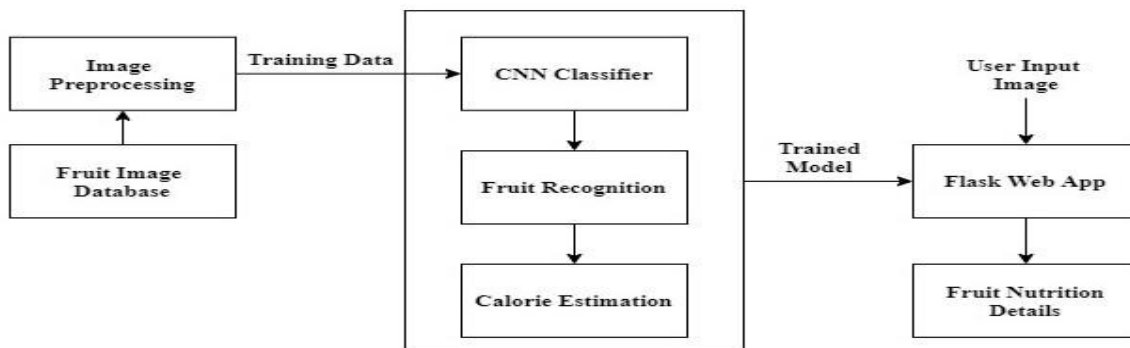 Image
Preprocessing
Training Data
Fruit Image
Database
CNN Classifier
Fruit Recognition
Calorie Estimation
Trained
Model
User Input
Image
Flask Web App
Fruit Nutrition
Details